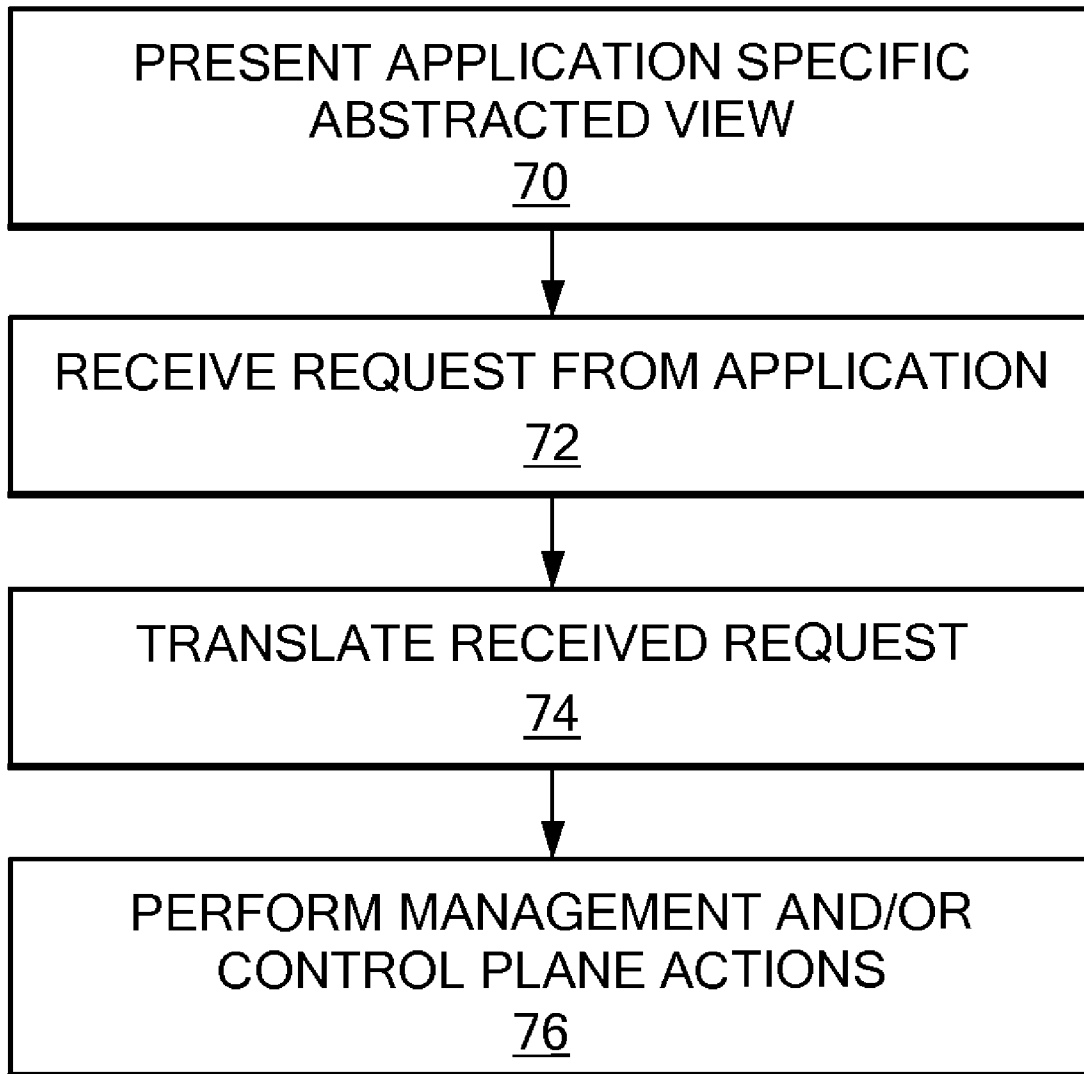 PRESENT APPLICATION SPECIFIC
ABSTRACTED VIEW
70
RECEIVE REQUEST FROM APPLICATION
72
TRANSLATE RECEIVED REQUEST
74
PERFORM MANAGEMENT AND/OR
CONTROL PLANE ACTIONS
76